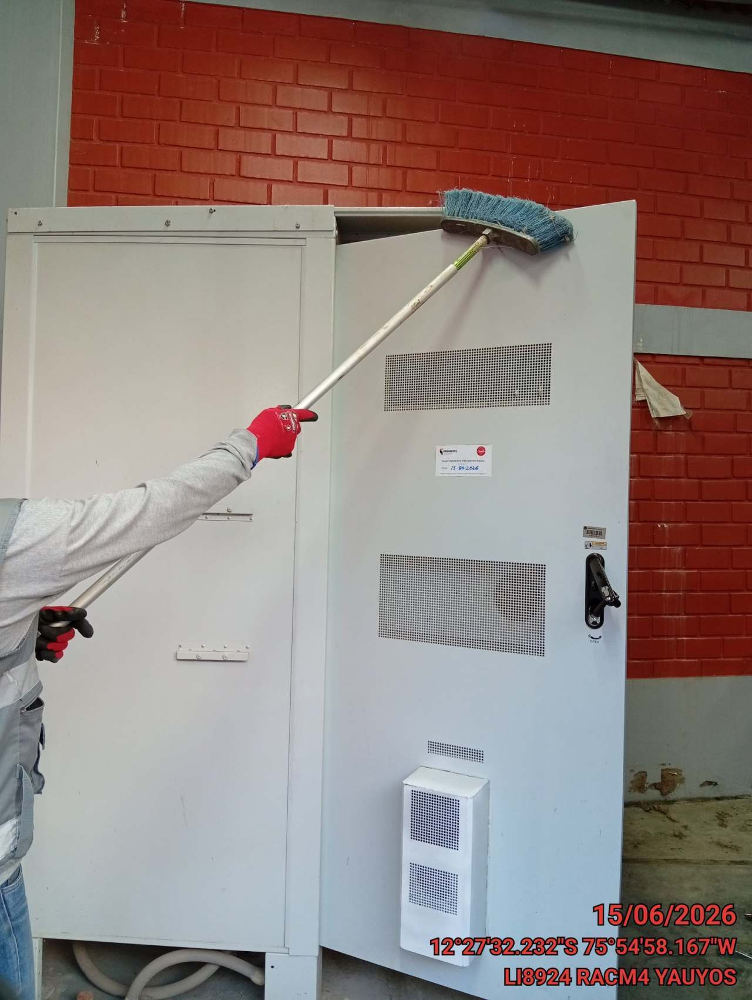 PRONATEL
Claro
MANTENIMIENTO PREVENTIVO ANUAL
15/06/2026
OPEN
15/06/2026
12°27'32.232"S 75°54'58.167"W
LI8924 RACM4 YAUYOS